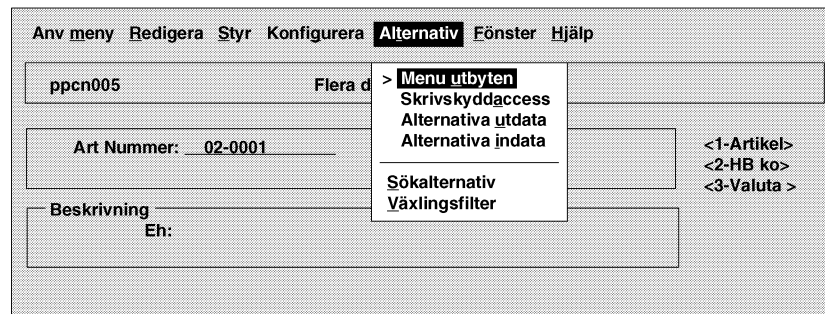 Anv meny Redigera Styr Konfigurera Alternativ Fönster Hjälp
ppcn005 Flera d
> Menu utbyten
Skrivskyddaccess
Alternativa utdata
Alternativa indata
Sökalternativ
Växlingsfilter
Art Nummer: 02-0001
<1-Artikel>
<2-HB ko>
<3-Valuta >
Beskrivning
Eh: